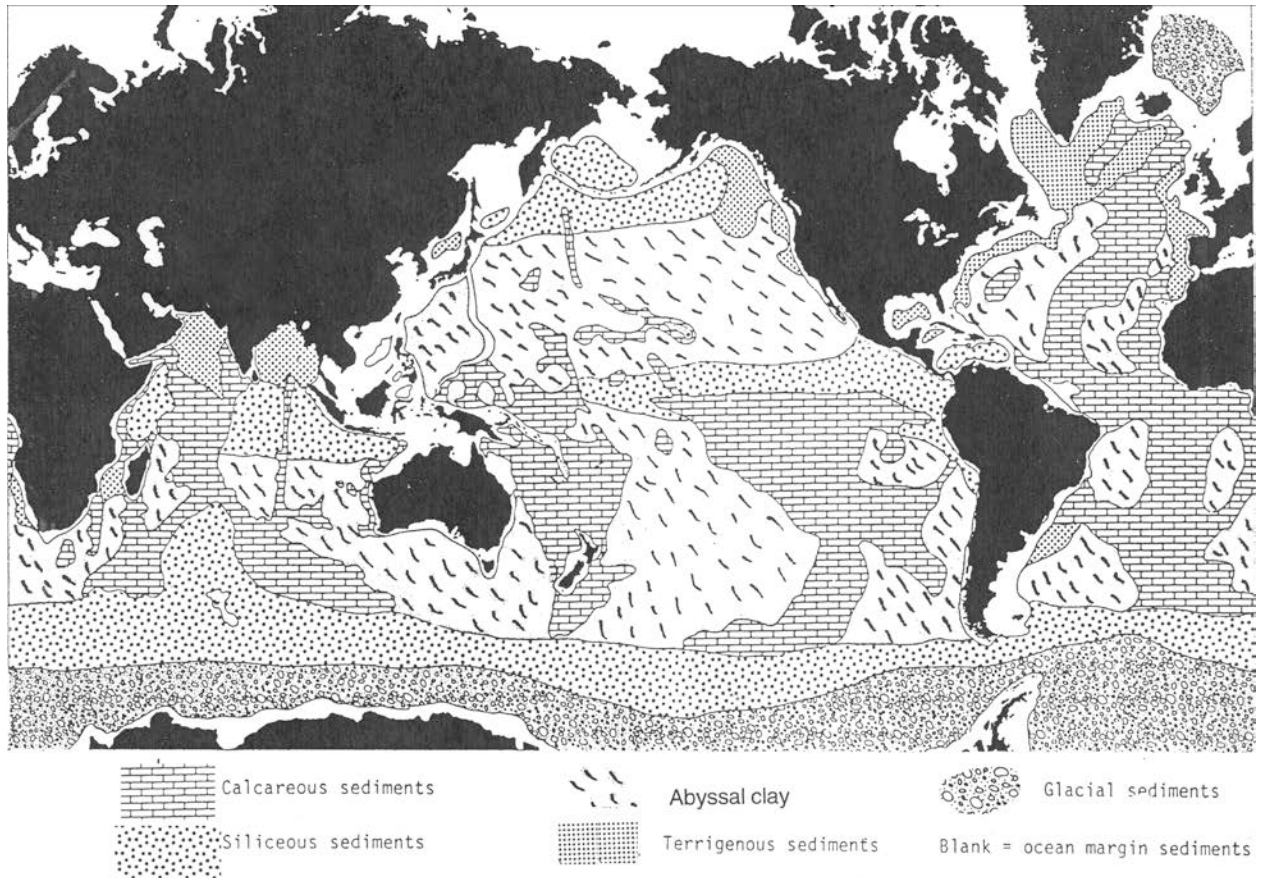 Calcareous sediments
Abyssal clay
Glacial sediments
Siliceous sediments
Terrigenous sediments
Blank = ocean margin sediments